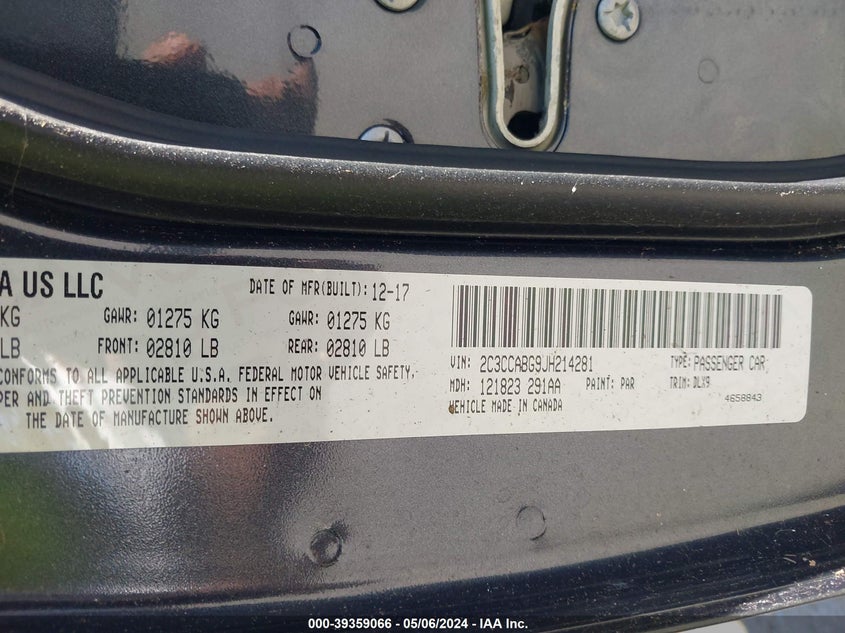 A US LLC
DATE OF MFR(BUILT): 12-17
KG GAWR: 01275 KG GAWR: 01275 KG
LB FRONT: 02810 LB REAR: 02810 LB
CONFORMS TO ALL APPLICABLE U.S.A. FEDERAL MOTOR VEHICLE SAFETY,
PER AND THEFT PREVENTION STANDARDS IN EFFECT ON
THE DATE OF MANUFACTURE SHOWN ABOVE.
VIN: 2C3CCABG9JH214281 TYPE: PASSENGER CAR
MDH: 121823 291AA PAINT: PAR TRIM: DLX9
VEHICLE MADE IN CANADA 4658843
000-39359066 - 05/06/2024 - IAA Inc.